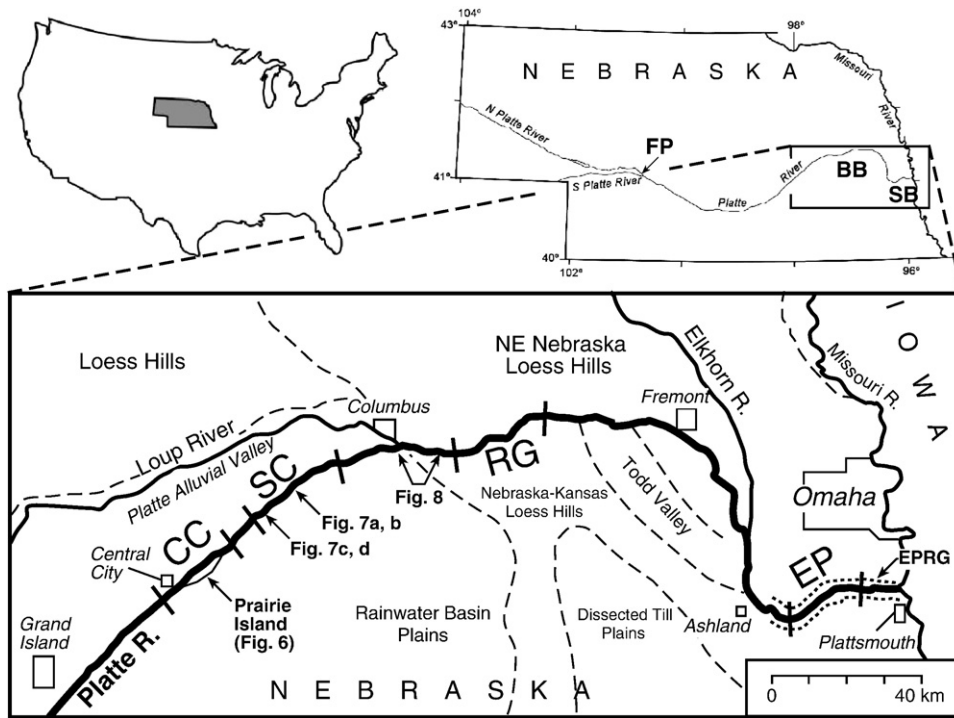 104°
43°
98°
N E B R A S K A
Missouri
River
N Platte River
FP
41°
S Platte River
Platte
River
BB
SB
40°
102°
96°
Loess Hills
NE Nebraska
Loess Hills
Elkhorn R.
Missouri R.
I O W A
Columbus
Fremont
Loup River
Platte Alluvial Valley
SC
RG
Fig. 8
Fig. 7a, b
Nebraska-Kansas
Loess Hills
Todd Valley
Omaha
CC
Fig. 7c, d
Central
City
EP
EPRG
Prairie
Island
(Fig. 6)
Rainwater Basin
Plains
Dissected Till
Plains
Ashland
Plattsmouth
Grand
Island
Platte R.
N E B R A S K A
0 40 km